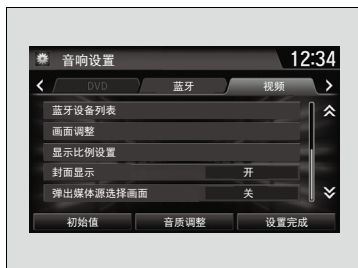 音响设置 12:34
DVD 蓝牙 视频
蓝牙设备列表
画面调整
显示比例设置
封面显示 开
弹出媒体源选择画面 关
初始值 音质调整 设置完成